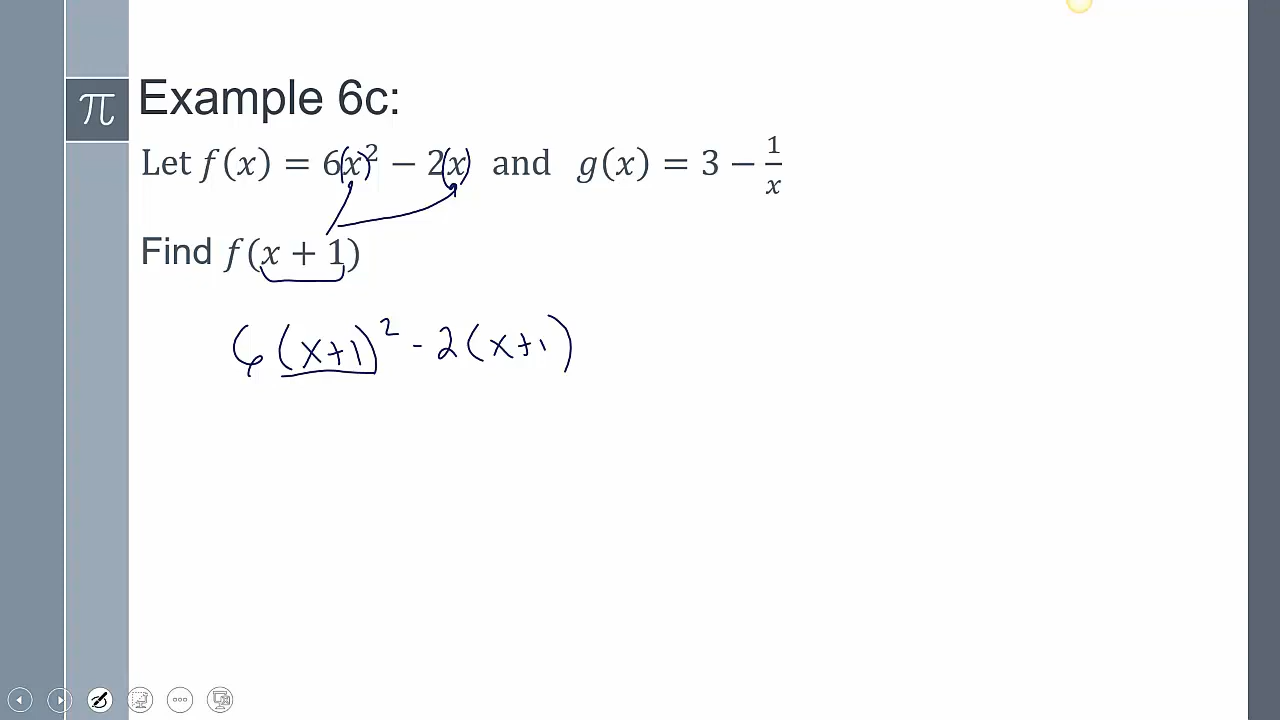 π
Example 6c:
Let f(x) = 6(x)² − 2(x) and g(x) = 3 − 1/x
Find f(x + 1)
6(x+1)² - 2(x+1)